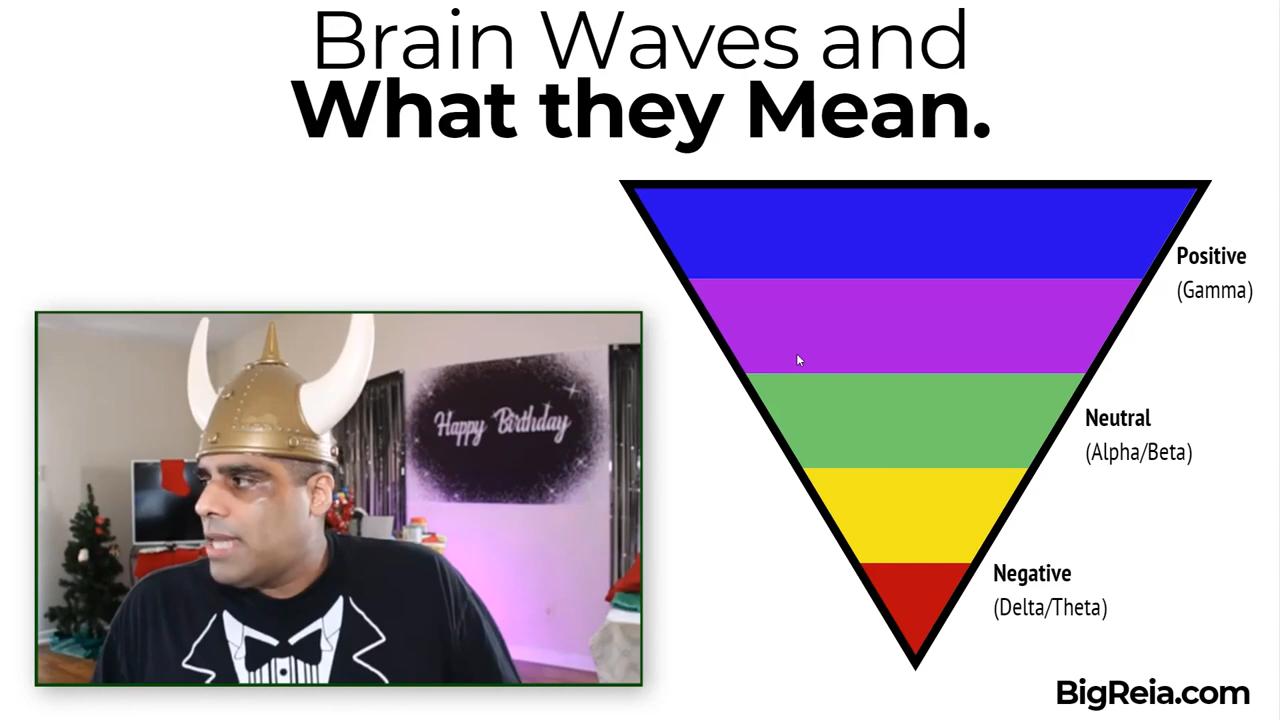 Brain Waves and
What they Mean.
Positive
(Gamma)
Happy Birthday
Neutral
(Alpha/Beta)
Negative
(Delta/Theta)
BigReia.com